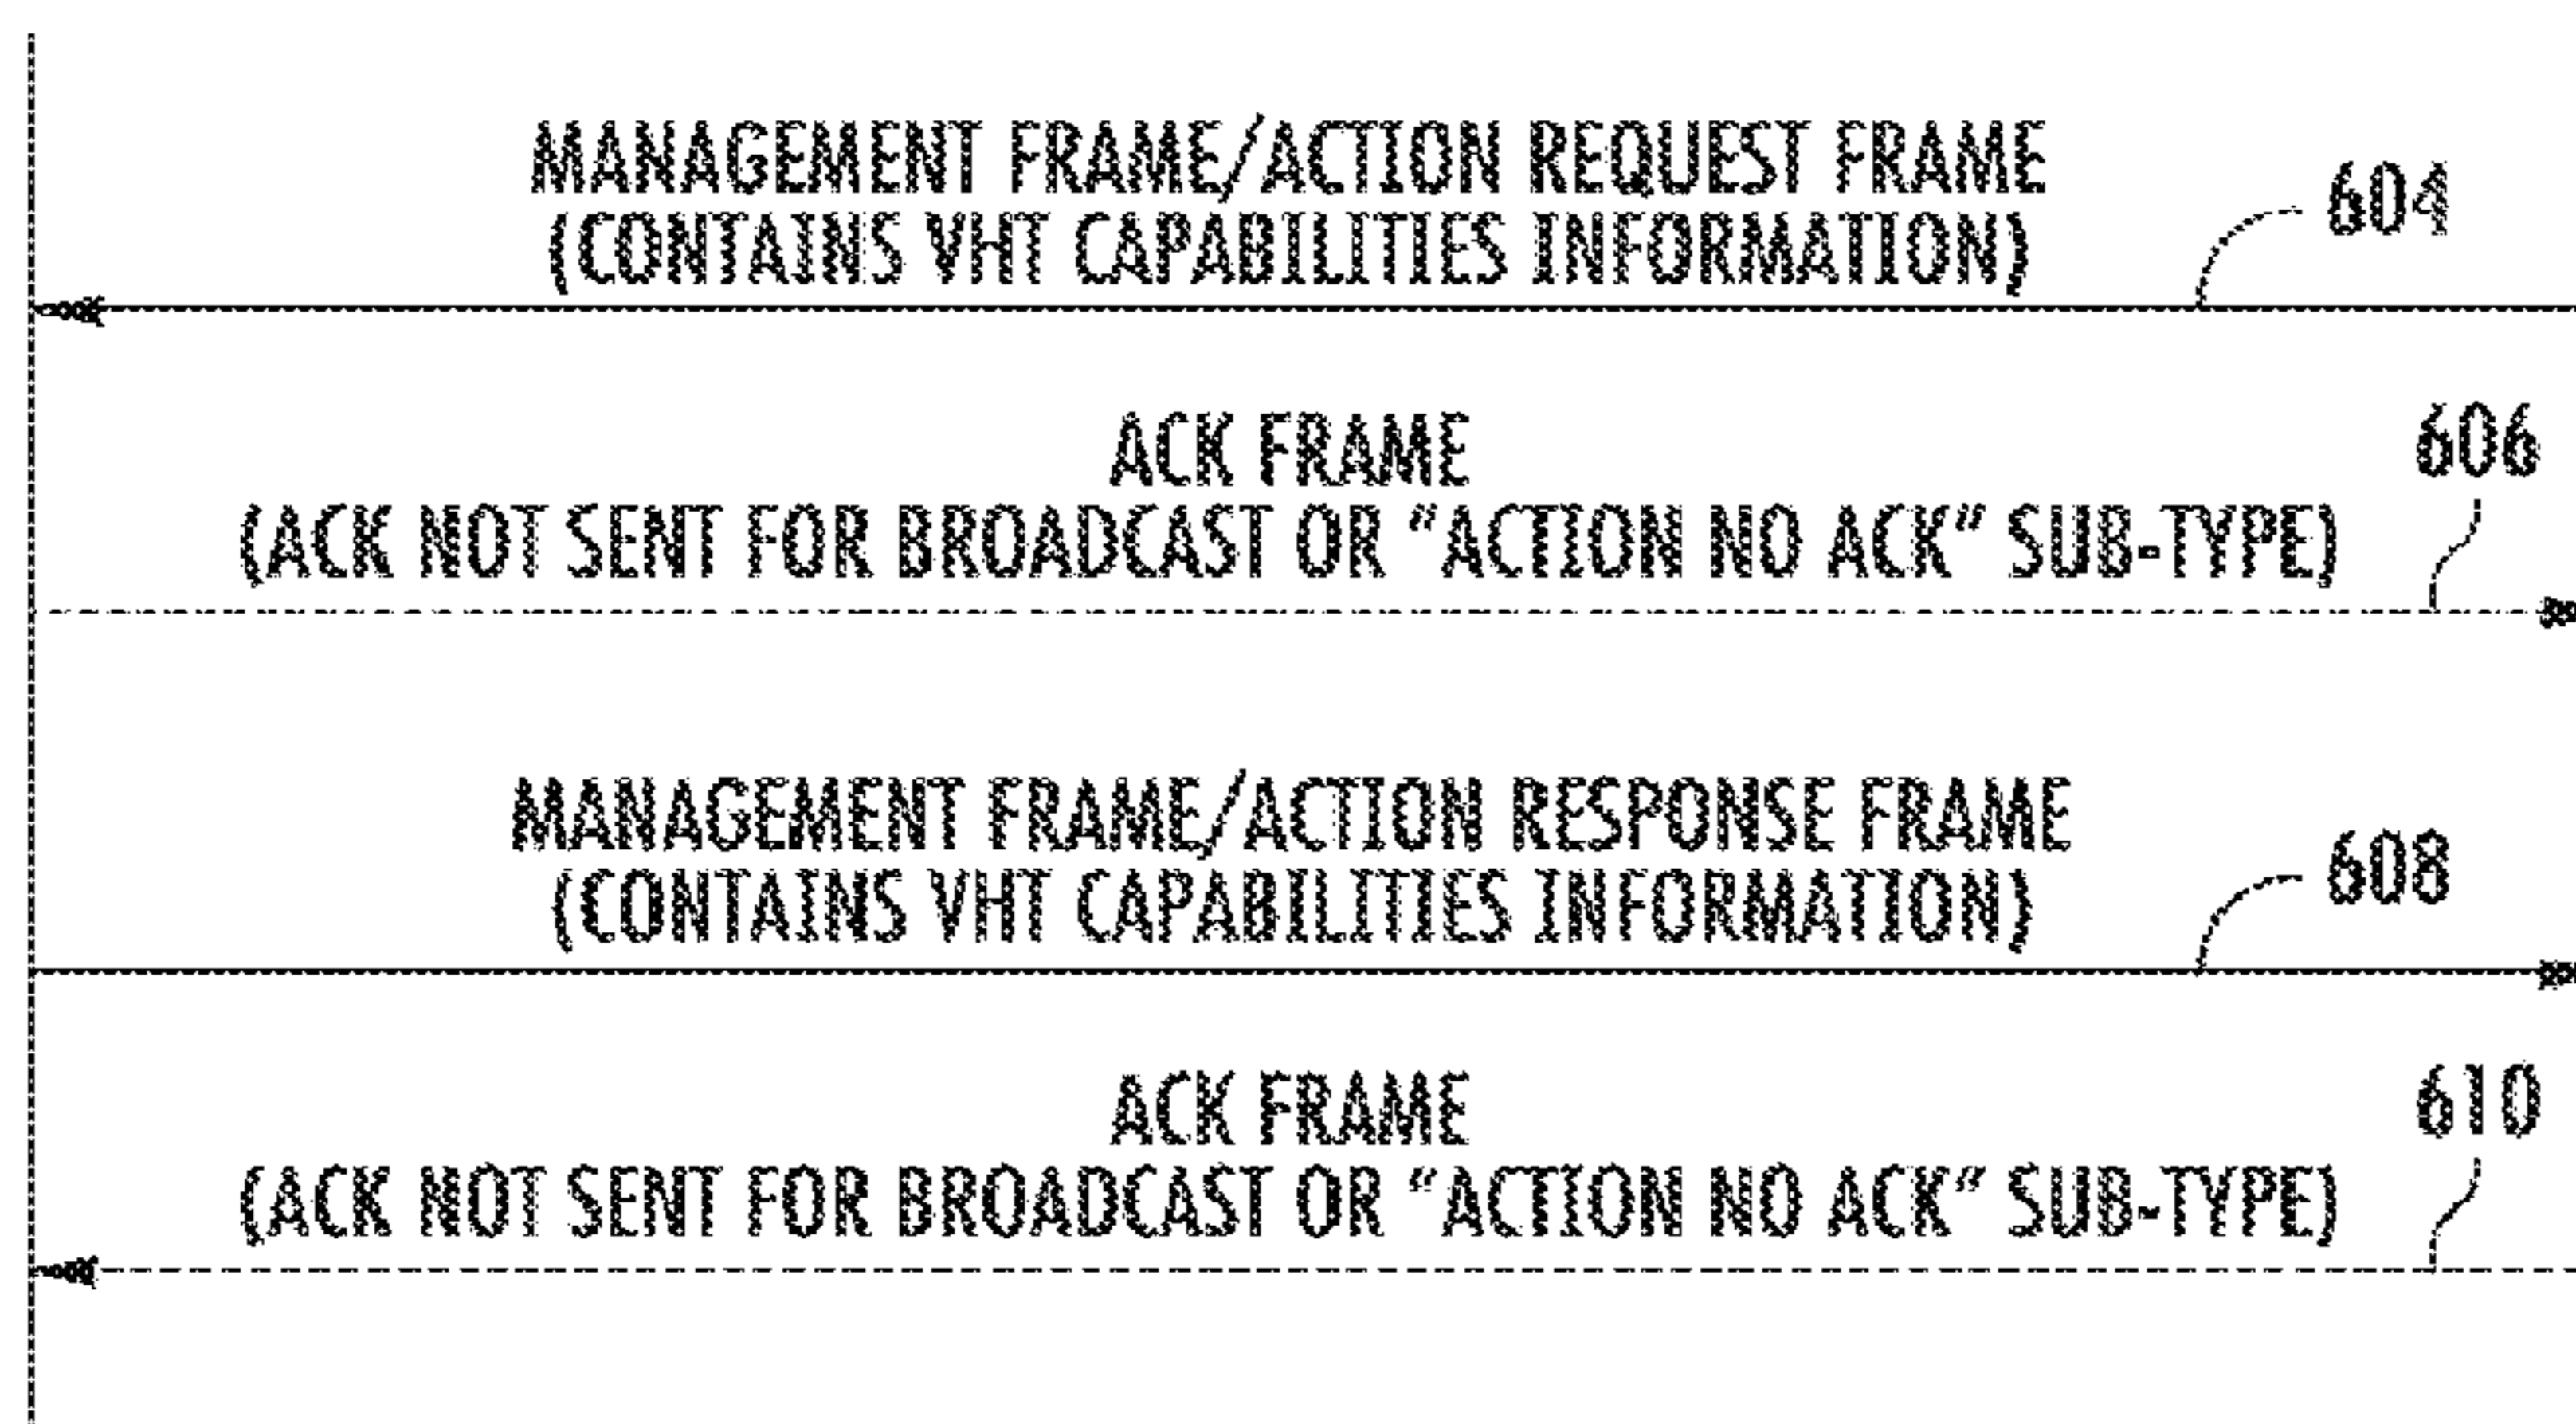 MANAGEMENT FRAME/ACTION REQUEST FRAME
(CONTAINS VHT CAPABILITIES INFORMATION)
604
ACK FRAME
606
(ACK NOT SENT FOR BROADCAST OR "ACTION NO ACK" SUB-TYPE)
MANAGEMENT FRAME/ACTION RESPONSE FRAME
(CONTAINS VHT CAPABILITIES INFORMATION)
608
ACK FRAME
610
(ACK NOT SENT FOR BROADCAST OR "ACTION NO ACK" SUB-TYPE)